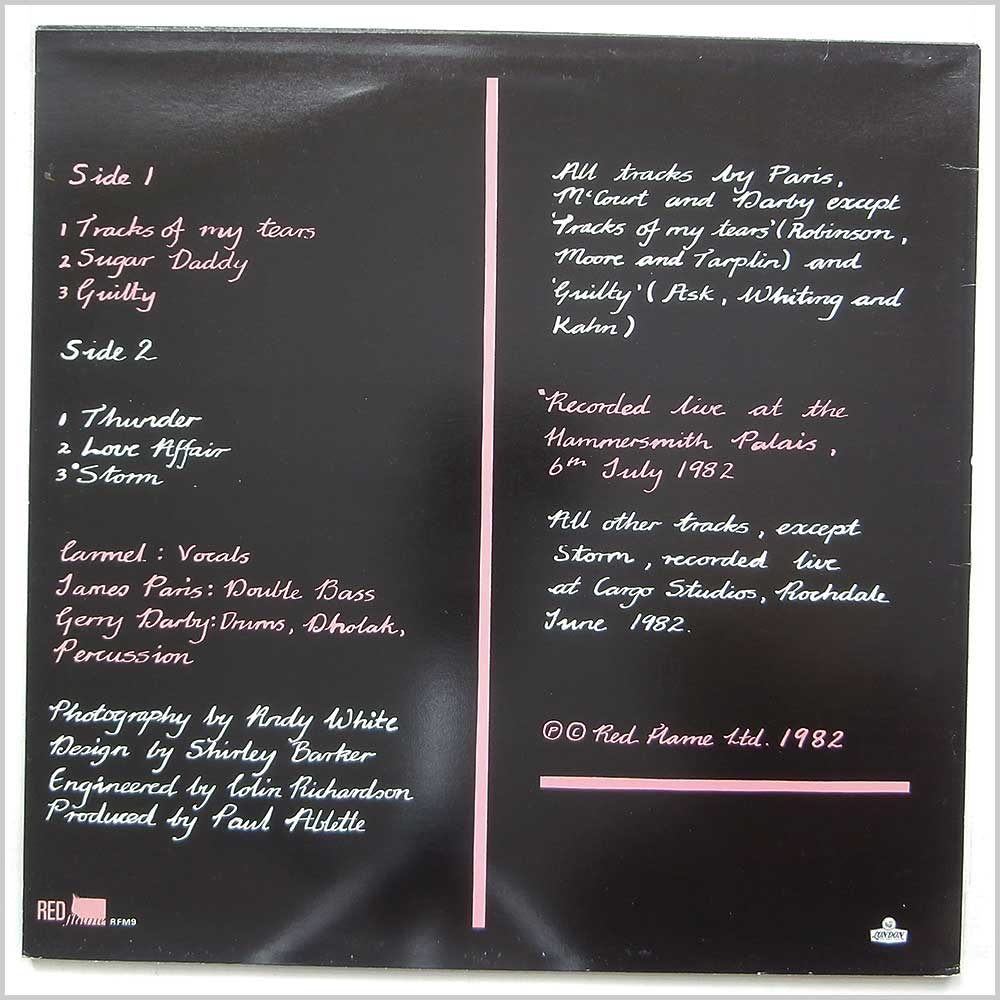 Side 1
1 Tracks of my tears
2 Sugar Daddy
3 Guilty
Side 2
1 Thunder
2 Love Affair
3 *Storm
Carmel : Vocals
James Paris: Double Bass
Gerry Darby: Drums, Dholak,
Percussion
Photography by Andy White
Design by Shirley Barker
Engineered by Colin Richardson
Produced by Paul Ablette
RED flame RFM9
All tracks by Paris,
McCourt and Darby except
'Tracks of my tears' (Robinson,
Moore and Tarplin) and
'Guilty' (Ask, Whiting and
Kahn)
*Recorded live at the
Hammersmith Palais,
6th July 1982
All other tracks, except
Storm, recorded live
at Cargo Studios, Rochdale
June 1982.
Ⓟ © Red Flame Ltd. 1982
LONDON